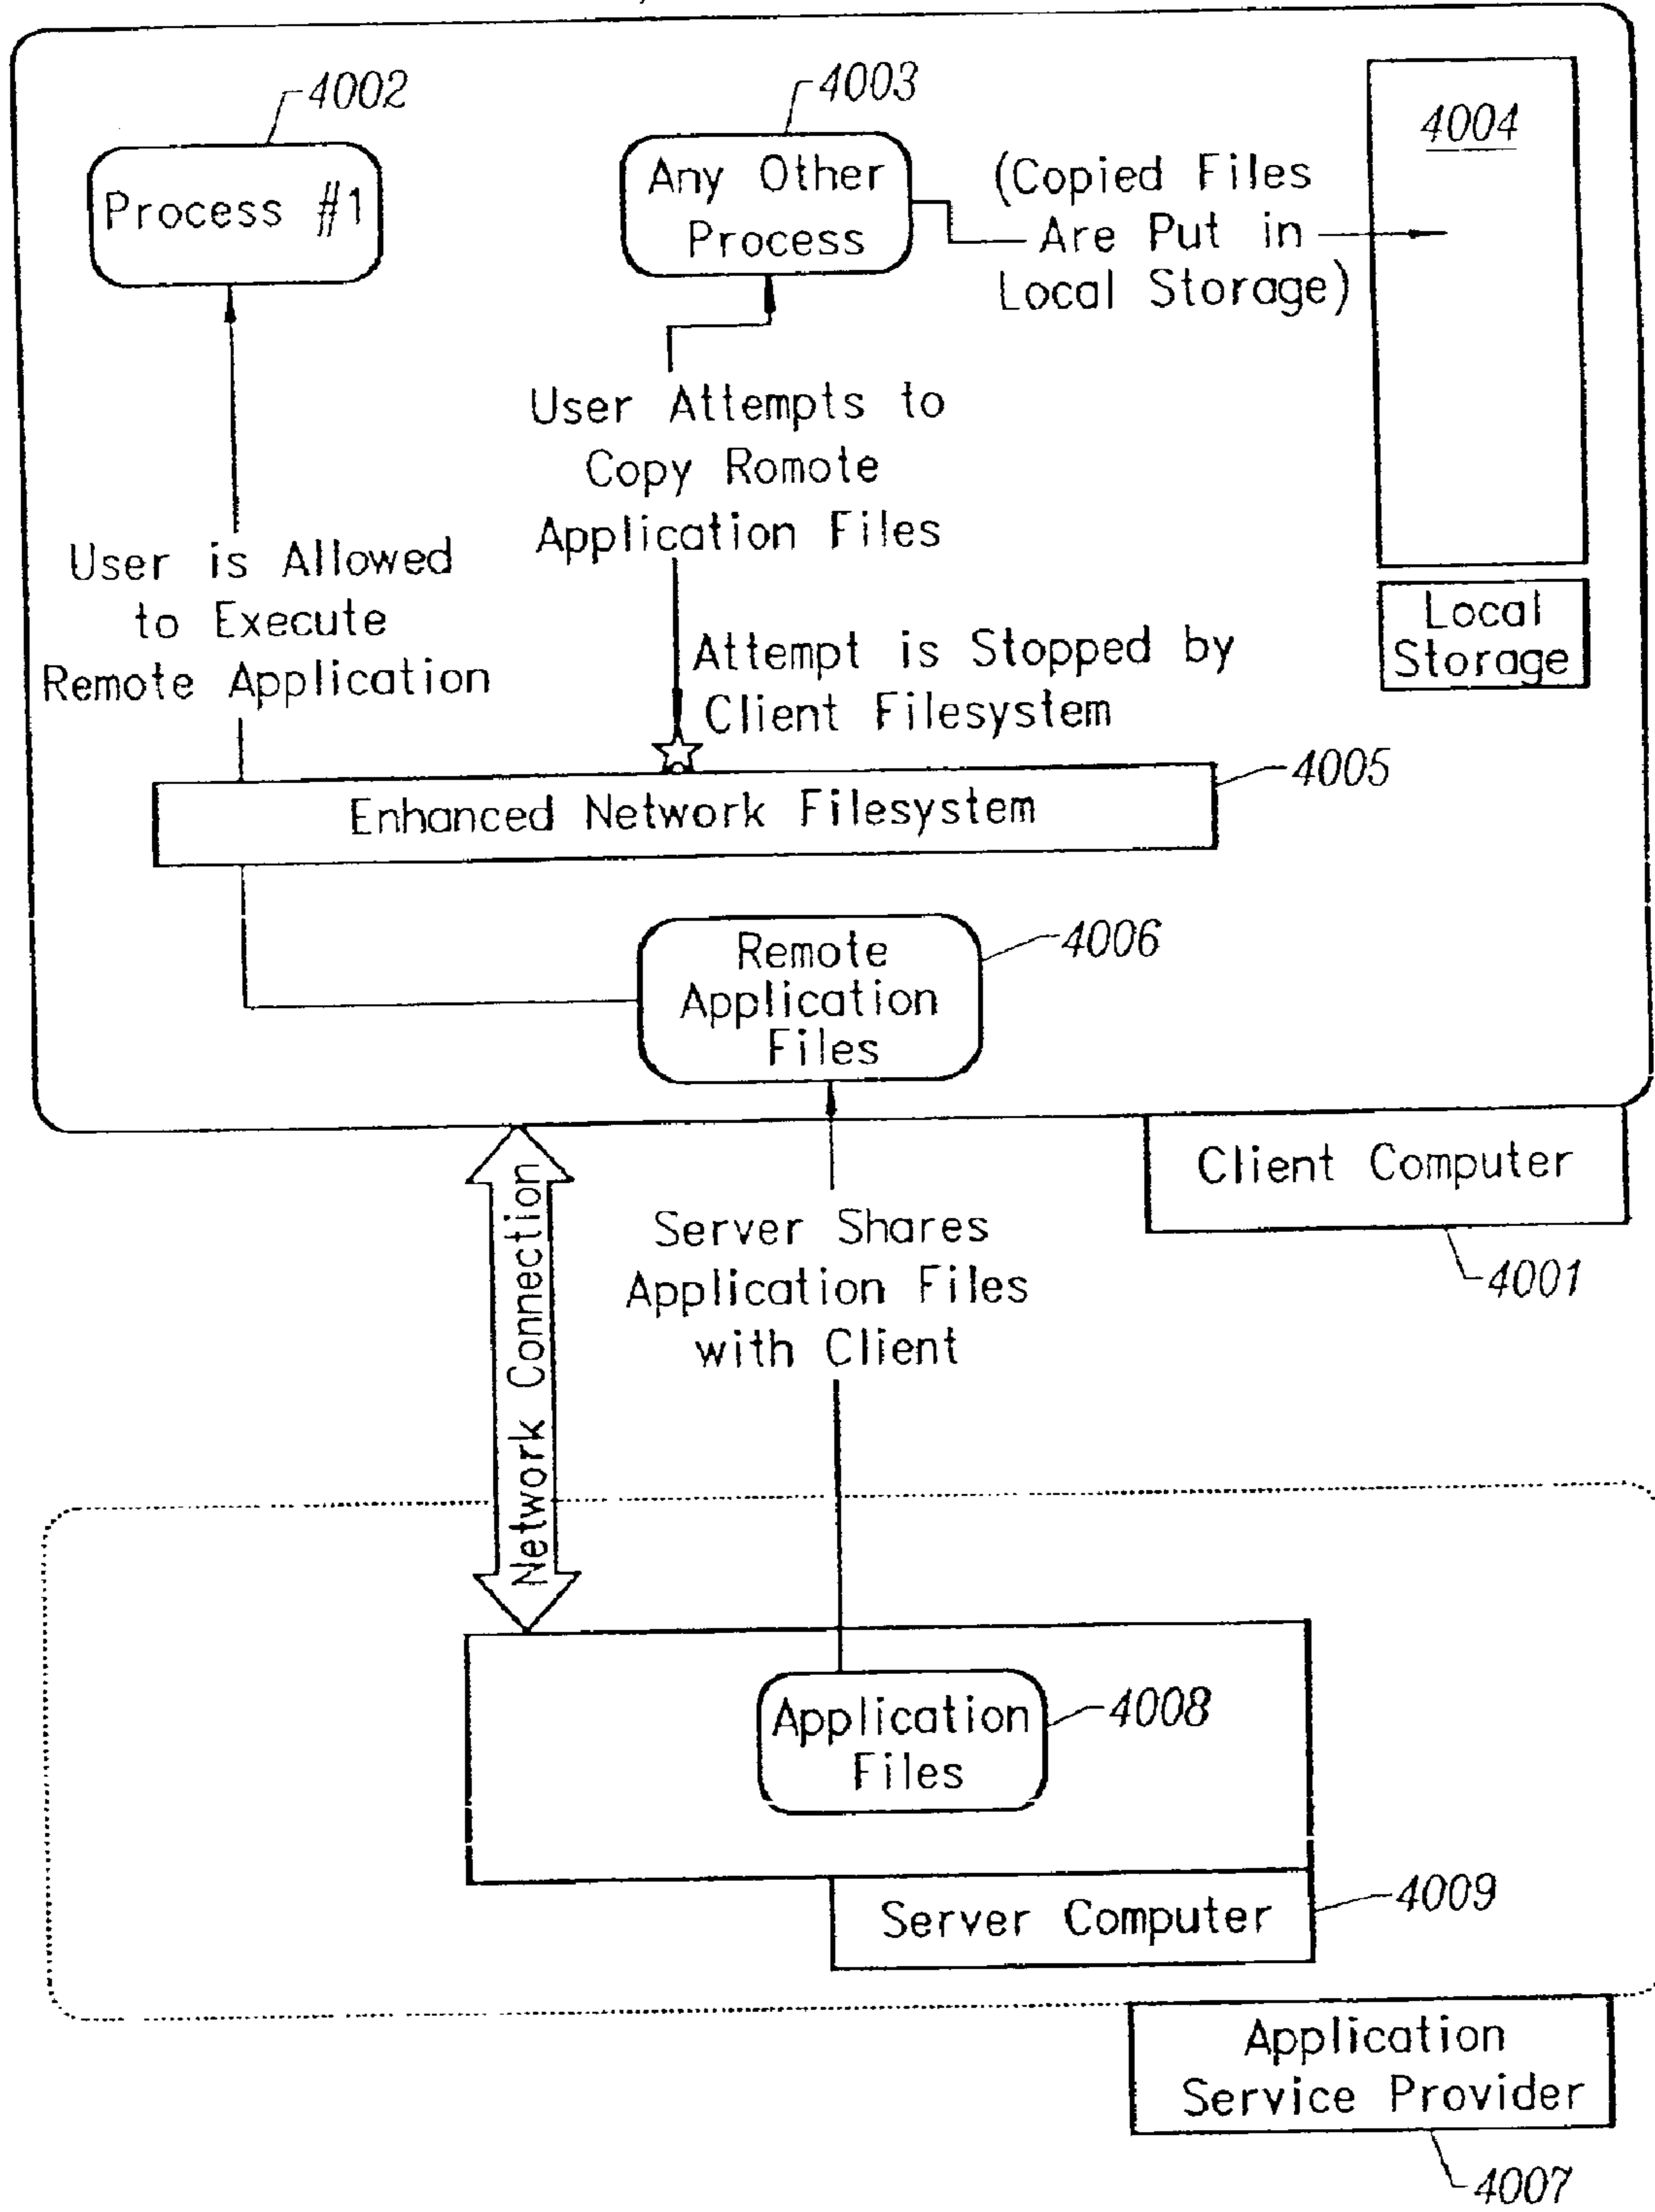 4002
Process #1
4003
Any Other
Process
(Copied Files
Are Put in
Local Storage)
4004
User Attempts to
Copy Romote
Application Files
User is Allowed
to Execute
Remote Application
Attempt is Stopped by
Client Filesystem
Local
Storage
4005
Enhanced Network Filesystem
4006
Remote
Application
Files
Client Computer
4001
Network Connection
Server Shares
Application Files
with Client
Application
Files
4008
4009
Server Computer
Application
Service Provider
4007